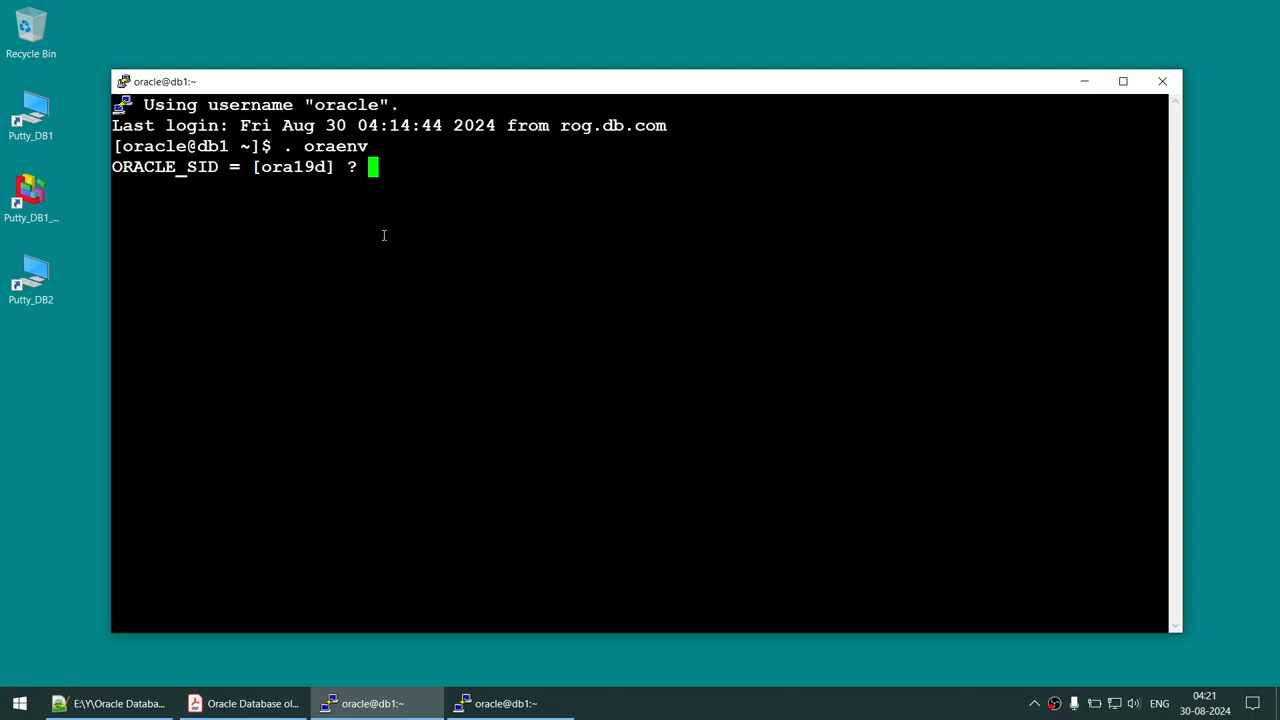 Recycle Bin
Putty_DB1
Putty_DB1_...
Putty_DB2
oracle@db1:~
Using username "oracle".
Last login: Fri Aug 30 04:14:44 2024 from rog.db.com
[oracle@db1 ~]$ . oraenv
ORACLE_SID = [ora19d] ?
E:\Y\Oracle Databa...
Oracle Database ol...
oracle@db1:~
oracle@db1:~
ENG
04:21
30-08-2024